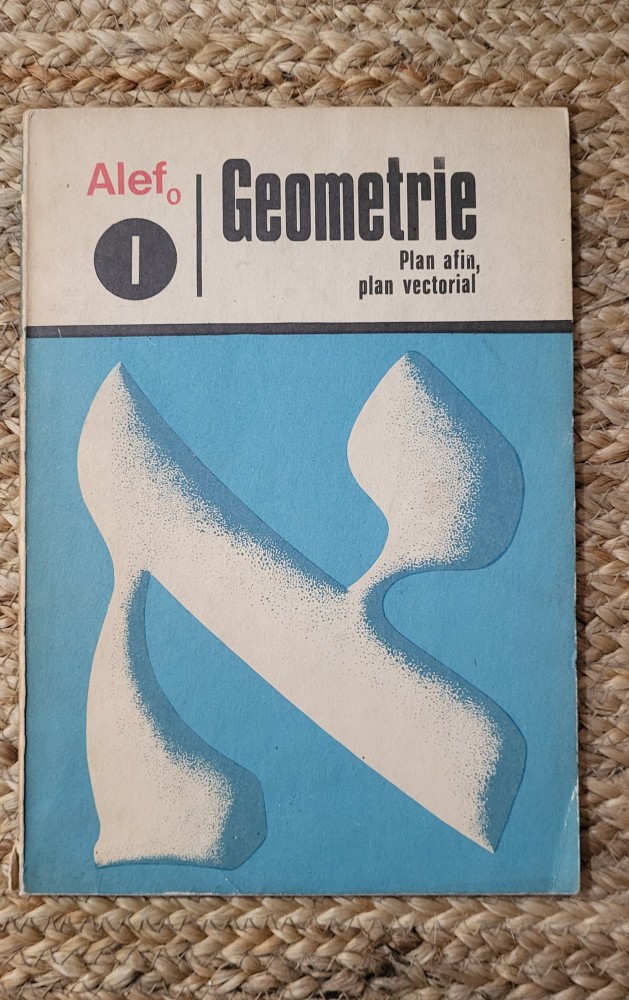 Alef₀
I
Geometrie
Plan afin,
plan vectorial
א